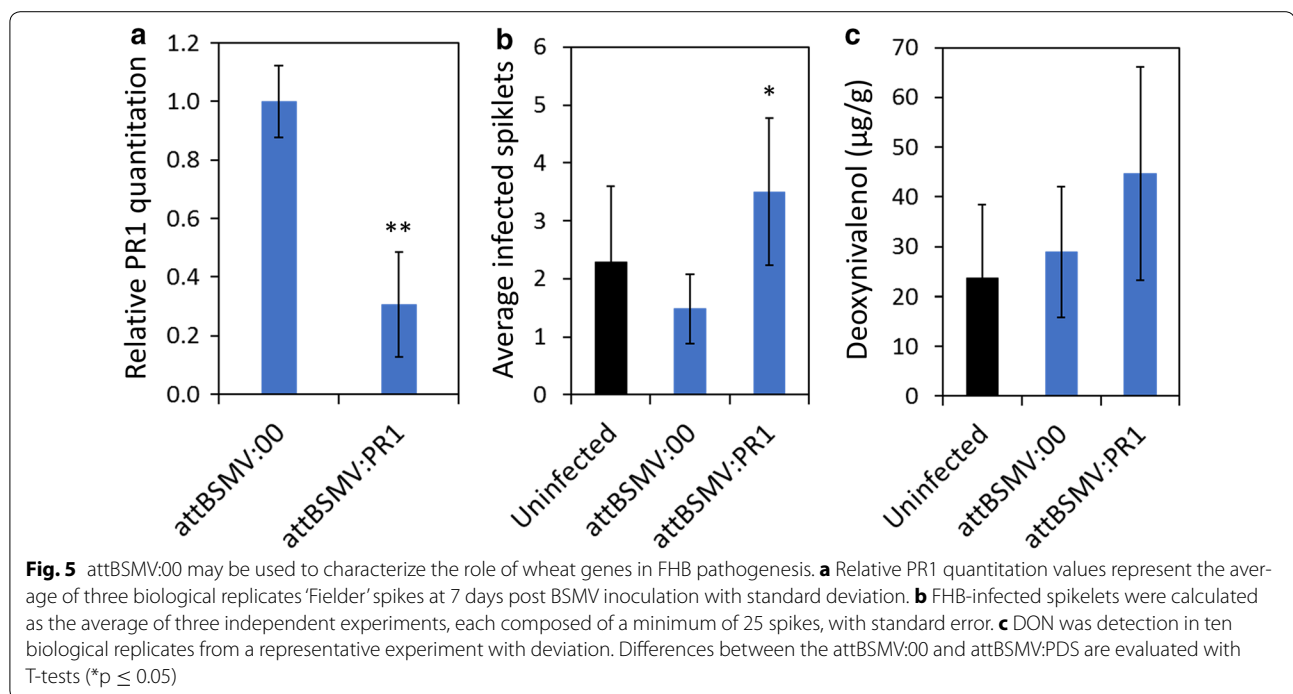 a
1.2
1.0
0.8
0.6
0.4
0.2
0.0
Relative PR1 quantitation
**
attBSMV:00
attBSMV:PR1
b
6
5
4
3
2
1
0
Average infected spiklets
*
Uninfected
attBSMV:00
attBSMV:PR1
c
70
60
50
40
30
20
10
0
Deoxynivalenol (µg/g)
Uninfected
attBSMV:00
attBSMV:PR1
Fig. 5 attBSMV:00 may be used to characterize the role of wheat genes in FHB pathogenesis. a Relative PR1 quantitation values represent the aver-
age of three biological replicates ‘Fielder’ spikes at 7 days post BSMV inoculation with standard deviation. b FHB-infected spikelets were calculated
as the average of three independent experiments, each composed of a minimum of 25 spikes, with standard error. c DON was detection in ten
biological replicates from a representative experiment with deviation. Differences between the attBSMV:00 and attBSMV:PDS are evaluated with
T-tests (*p ≤ 0.05)